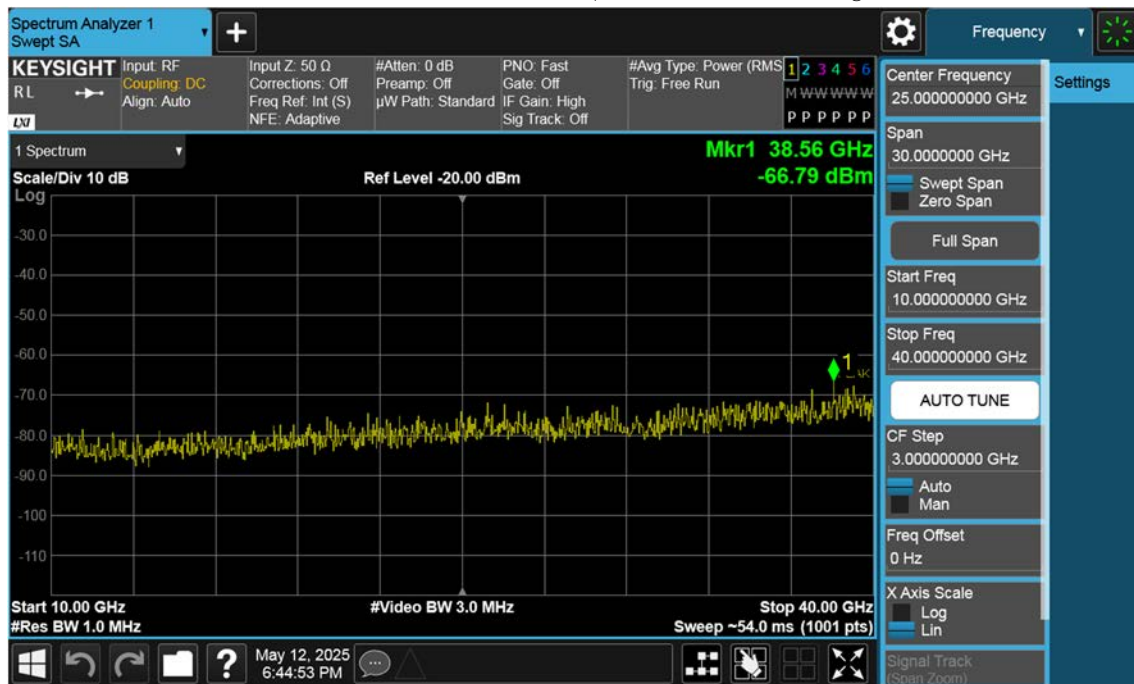 Spectrum Analyzer 1
Swept SA
Frequency
KEYSIGHT
RL
LXI
Input: RF
Coupling: DC
Align: Auto
Input Z: 50 Ω
Corrections: Off
Freq Ref: Int (S)
NFE: Adaptive
#Atten: 0 dB
Preamp: Off
µW Path: Standard
PNO: Fast
Gate: Off
IF Gain: High
Sig Track: Off
#Avg Type: Power (RMS
Trig: Free Run
1 2 3 4 5 6
M W W W W W
P P P P P P
1 Spectrum
Mkr1 38.56 GHz
-66.79 dBm
Scale/Div 10 dB
Ref Level -20.00 dBm
Log
-30.0
-40.0
-50.0
-60.0
-70.0
-80.0
-90.0
-100
-110
1
Start 10.00 GHz
#Video BW 3.0 MHz
Stop 40.00 GHz
#Res BW 1.0 MHz
Sweep ~54.0 ms (1001 pts)
?
May 12, 2025
6:44:53 PM
Center Frequency
25.000000000 GHz
Settings
Span
30.0000000 GHz
Swept Span
Zero Span
Full Span
Start Freq
10.000000000 GHz
Stop Freq
40.000000000 GHz
AUTO TUNE
CF Step
3.000000000 GHz
Auto
Man
Freq Offset
0 Hz
X Axis Scale
Log
Lin
Signal Track
(Span Zoom)